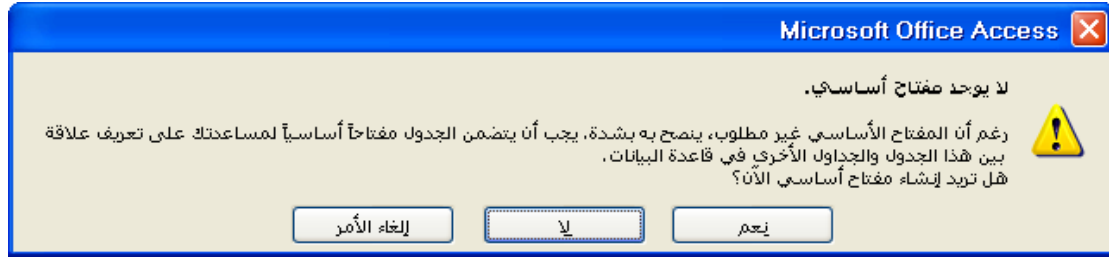 Microsoft Office Access
لا يوجد مفتاح أساسي.
رغم أن المفتاح الأساسي غير مطلوب، ينصح به بشدة. يجب أن يتضمن الجدول مفتاحاً أساسياً لمساعدتك على تعريف علاقة
بين هذا الجدول والجداول الأخرى في قاعدة البيانات.
هل تريد إنشاء مفتاح أساسي الآن؟
نعم
لا
إلغاء الأمر